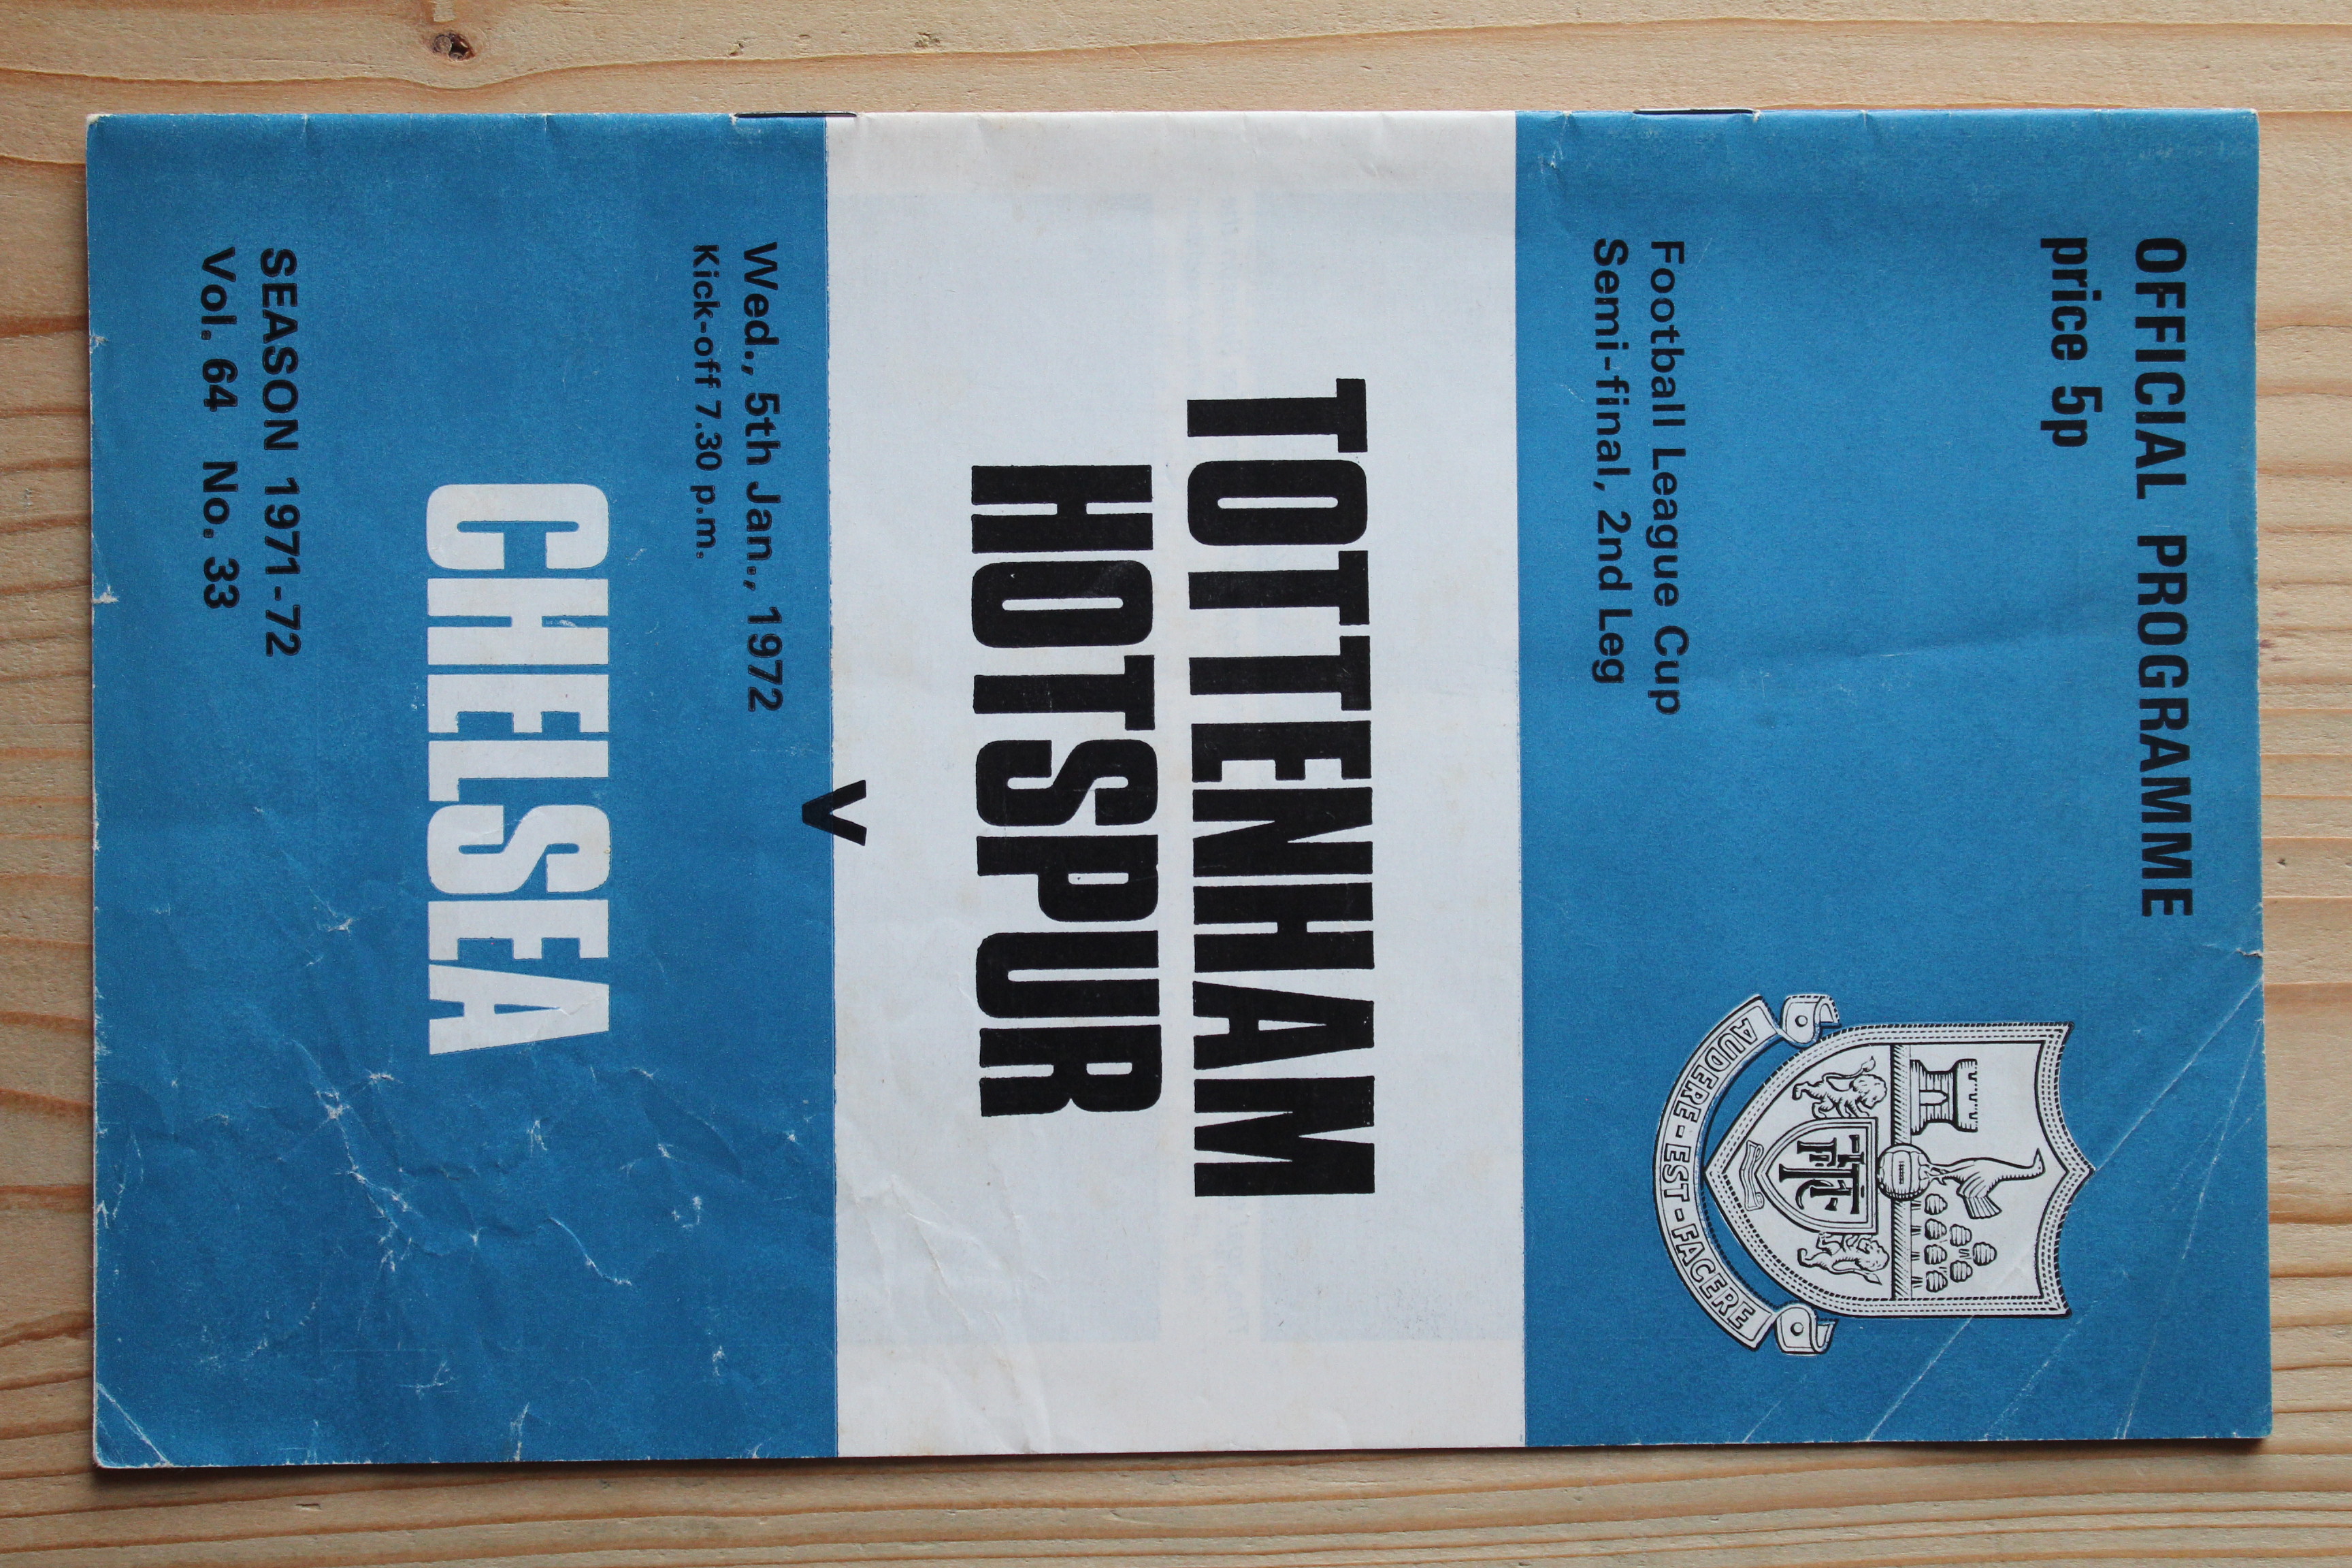 OFFICIAL PROGRAMME
price 5p
AUDERE - EST - FACERE
Football League Cup
Semi-final, 2nd Leg
TOTTENHAM
HOTSPUR
v
Wed., 5th Jan., 1972
Kick-off 7.30 p.m.
CHELSEA
SEASON 1971-72
Vol. 64 No. 33